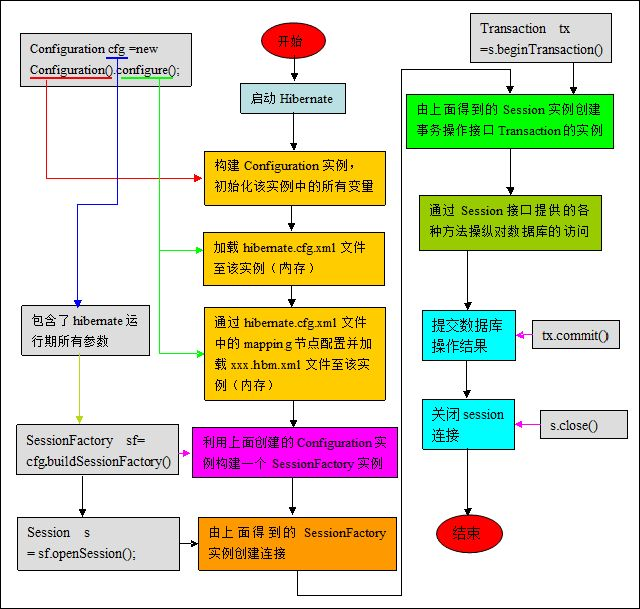 Configuration cfg =new
Configuration().configure();
开始
Transaction tx
=s.beginTransaction()
启动 Hibernate
由上面得到的 Session 实例创建
事务操作接口 Transaction 的实例
构建 Configuration 实例，
初始化该实例中的所有变量
通过 Session 接口提供的各
种方法操纵对数据库的访问
加载 hibernate.cfg.xml 文件
至该实例（内存）
包含了 hibernate 运
行期所有参数
通过 hibernate.cfg.xml 文件
中的 mapping 节点配置并加
载 xxx.hbm.xml 文件至该实
例（内存）
提交数据库
操作结果
tx.commit()
关闭 session
连接
s.close()
SessionFactory sf=
cfg.buildSessionFactory()
利用上面创建的 Configuration 实
例构建一个 SessionFactory 实例
Session s
= sf.openSession();
由上面得到的 SessionFactory
实例创建连接
结束